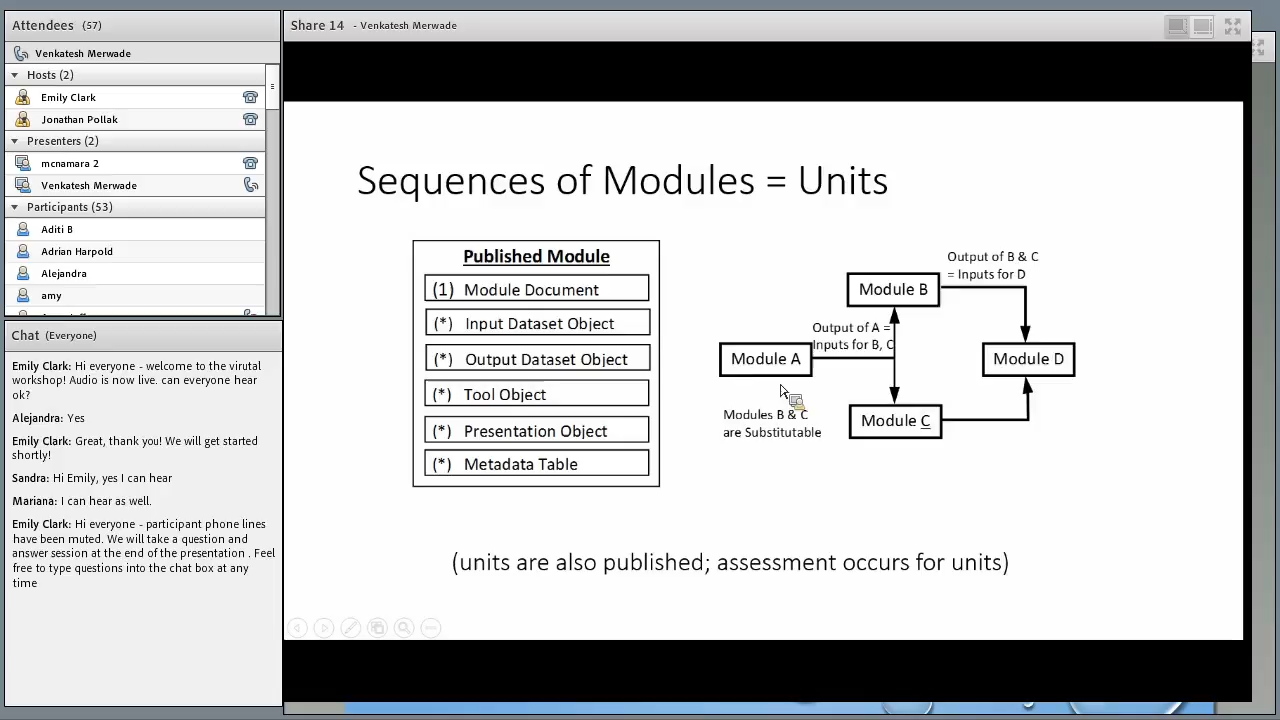 Attendees (57)
Venkatesh Merwade
Hosts (2)
Emily Clark
Jonathan Pollak
Presenters (2)
mcnamara 2
Venkatesh Merwade
Participants (53)
Aditi B
Adrian Harpold
Alejandra
amy
Chat (Everyone)
Emily Clark: Hi everyone - welcome to the virutal
workshop! Audio is now live. can everyone hear
ok?
Alejandra: Yes
Emily Clark: Great, thank you! We will get started
shortly!
Sandra: Hi Emily, yes I can hear
Mariana: I can hear as well.
Emily Clark: Hi everyone - participant phone lines
have been muted. We will take a question and
answer session at the end of the presentation . Feel
free to type questions into the chat box at any
time
Share 14 - Venkatesh Merwade
Sequences of Modules = Units
Published Module
(1) Module Document
(*) Input Dataset Object
(*) Output Dataset Object
(*) Tool Object
(*) Presentation Object
(*) Metadata Table
Output of B & C
= Inputs for D
Module B
Output of A =
Inputs for B, C
Module A
Module D
Modules B & C
are Substitutable
Module C
(units are also published; assessment occurs for units)